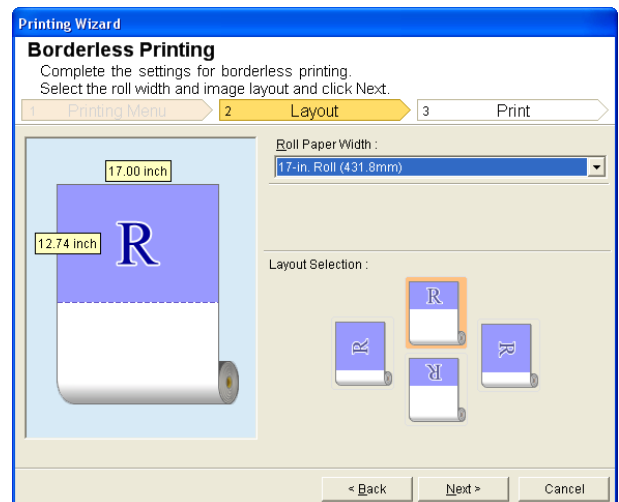 Printing Wizard
Borderless Printing
Complete the settings for borderless printing.
Select the roll width and image layout and click Next.
1 Printing Menu 2 Layout 3 Print
Roll Paper Width :
17-in. Roll (431.8mm)
17.00 inch
12.74 inch
R
Layout Selection :
R
R
R
R
< Back Next > Cancel